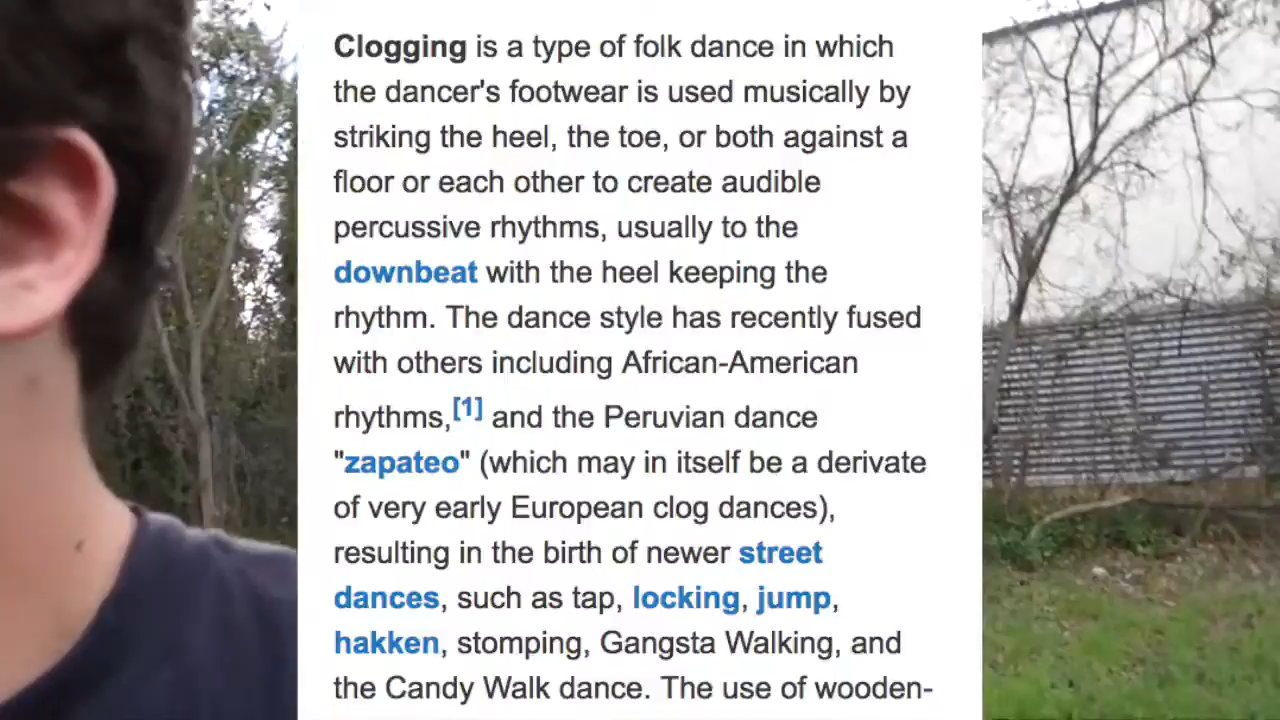 Clogging is a type of folk dance in which
the dancer's footwear is used musically by
striking the heel, the toe, or both against a
floor or each other to create audible
percussive rhythms, usually to the
downbeat with the heel keeping the
rhythm. The dance style has recently fused
with others including African-American
rhythms,[1] and the Peruvian dance
"zapateo" (which may in itself be a derivate
of very early European clog dances),
resulting in the birth of newer street
dances, such as tap, locking, jump,
hakken, stomping, Gangsta Walking, and
the Candy Walk dance. The use of wooden-